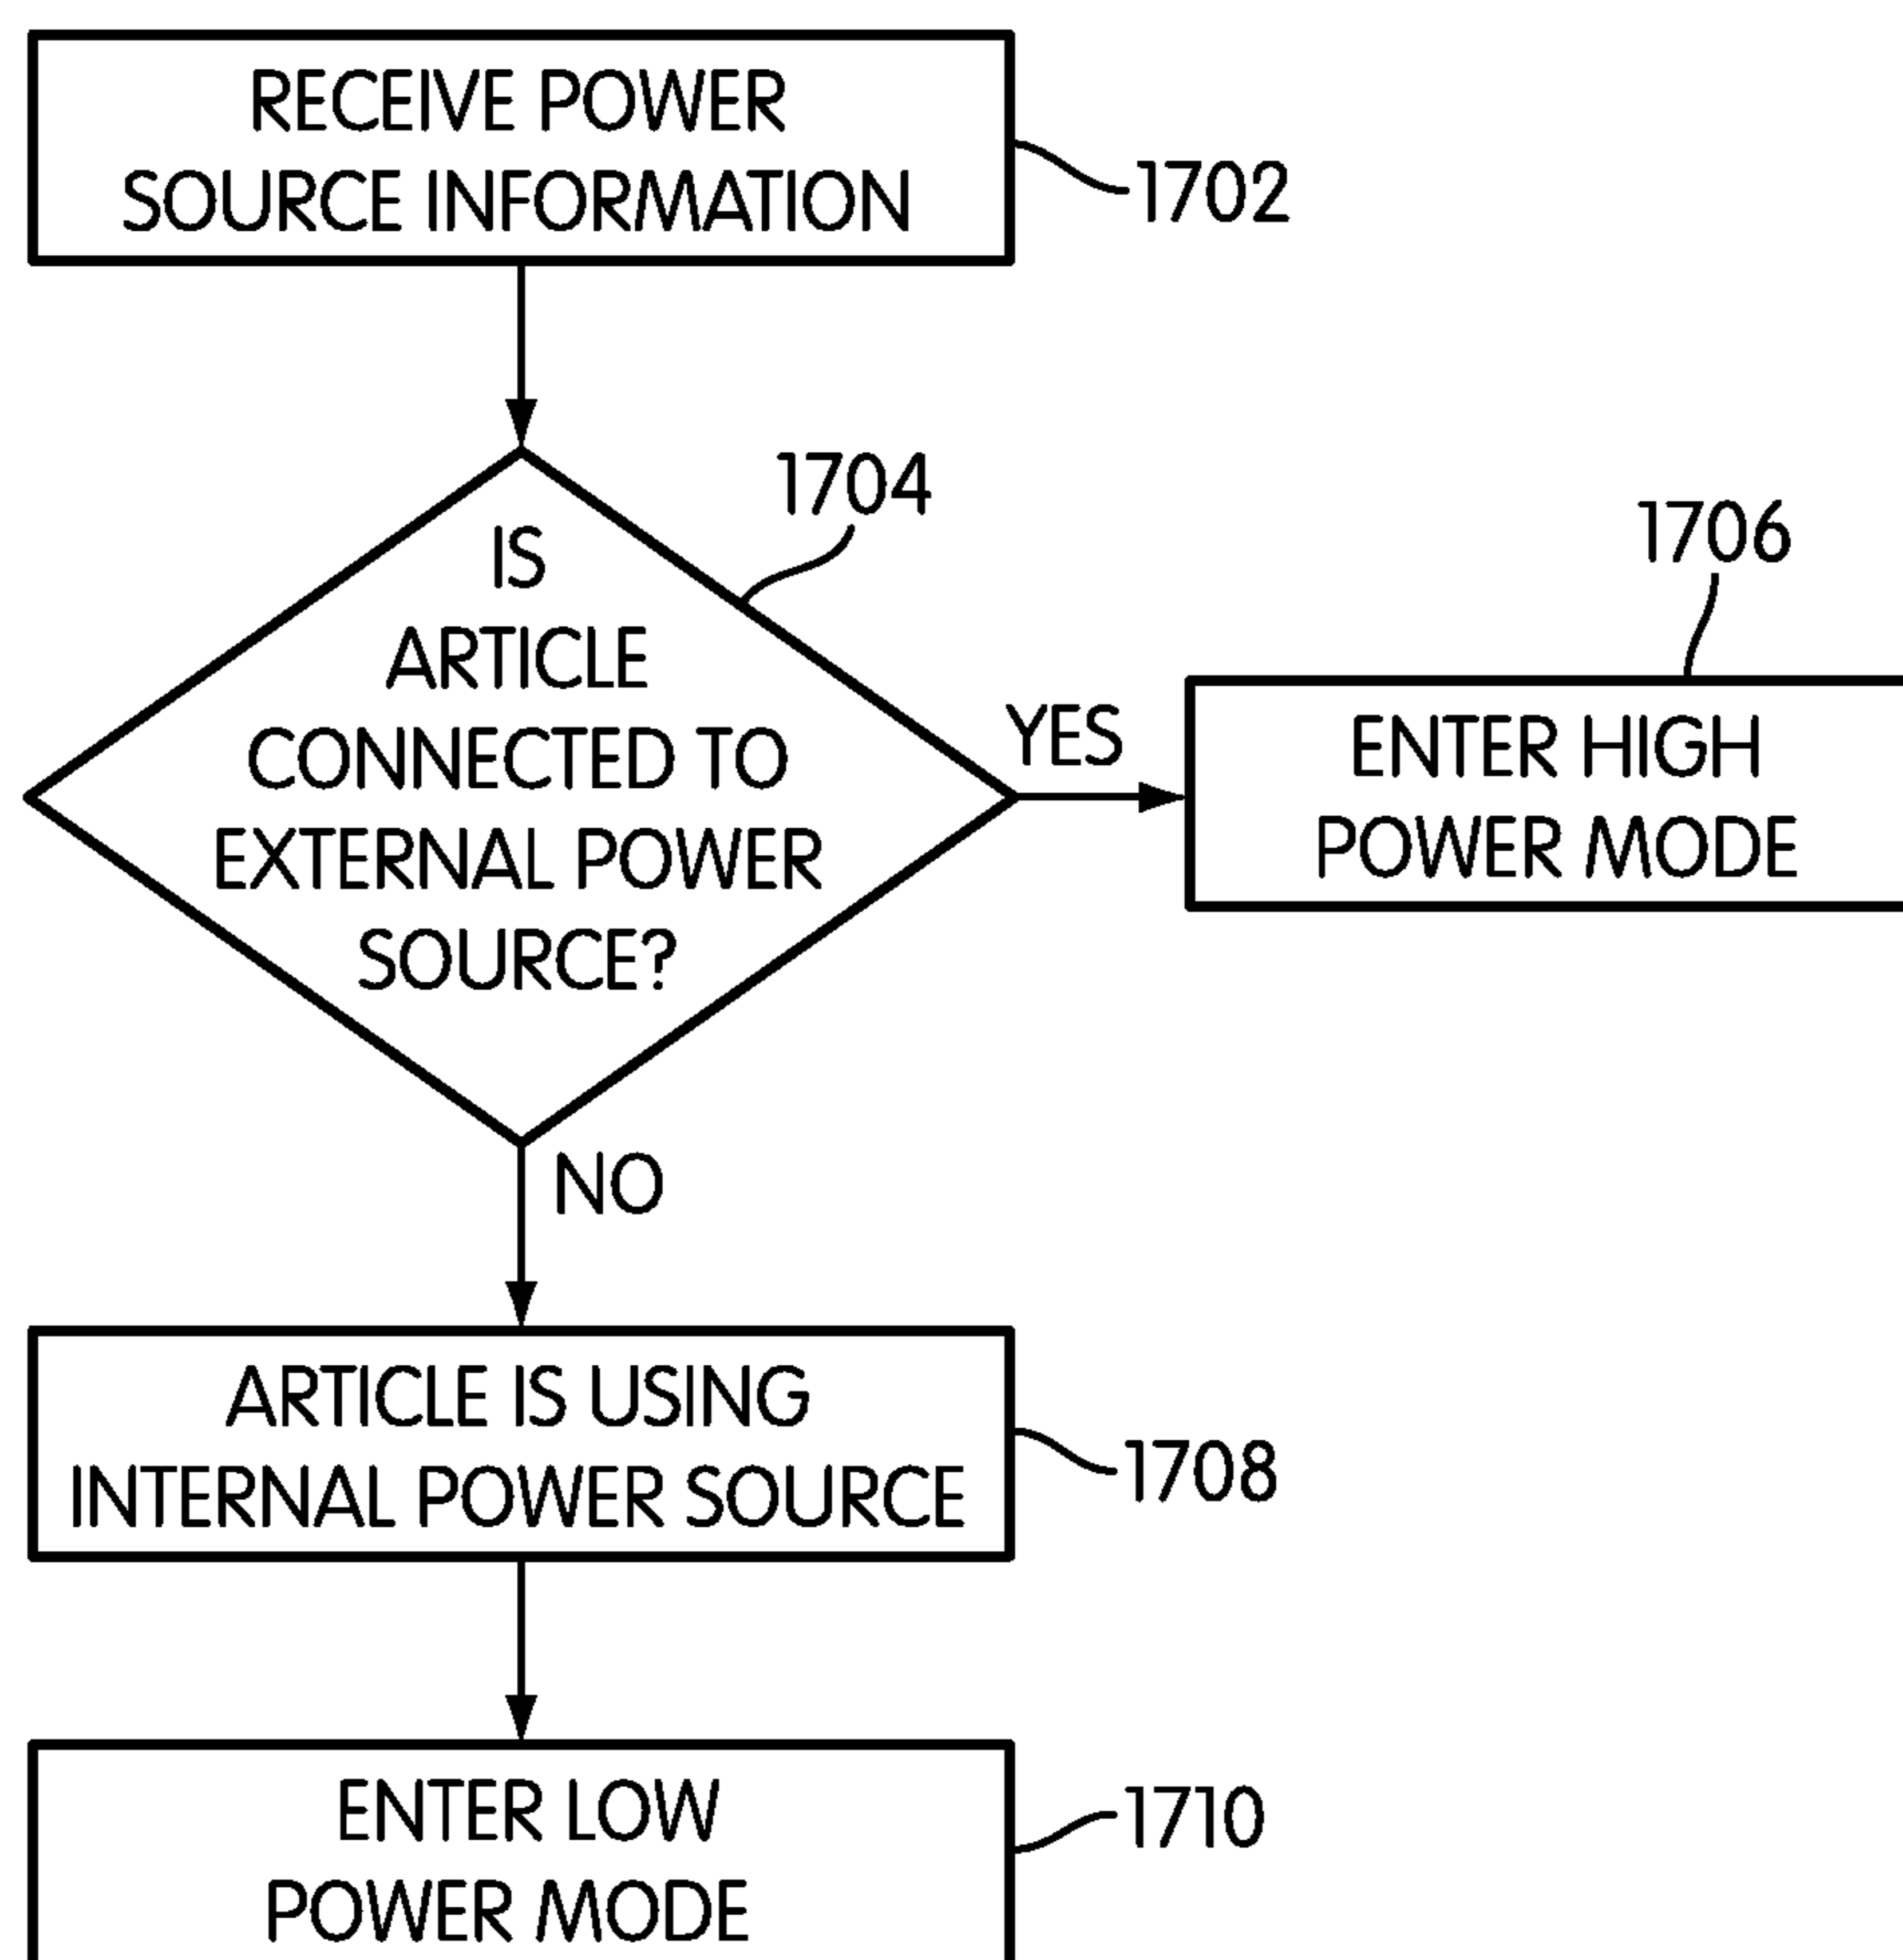 RECEIVE POWER
SOURCE INFORMATION
1702
1704
IS
ARTICLE
CONNECTED TO
EXTERNAL POWER
SOURCE?
YES
1706
ENTER HIGH
POWER MODE
NO
ARTICLE IS USING
INTERNAL POWER SOURCE
1708
ENTER LOW
POWER MODE
1710